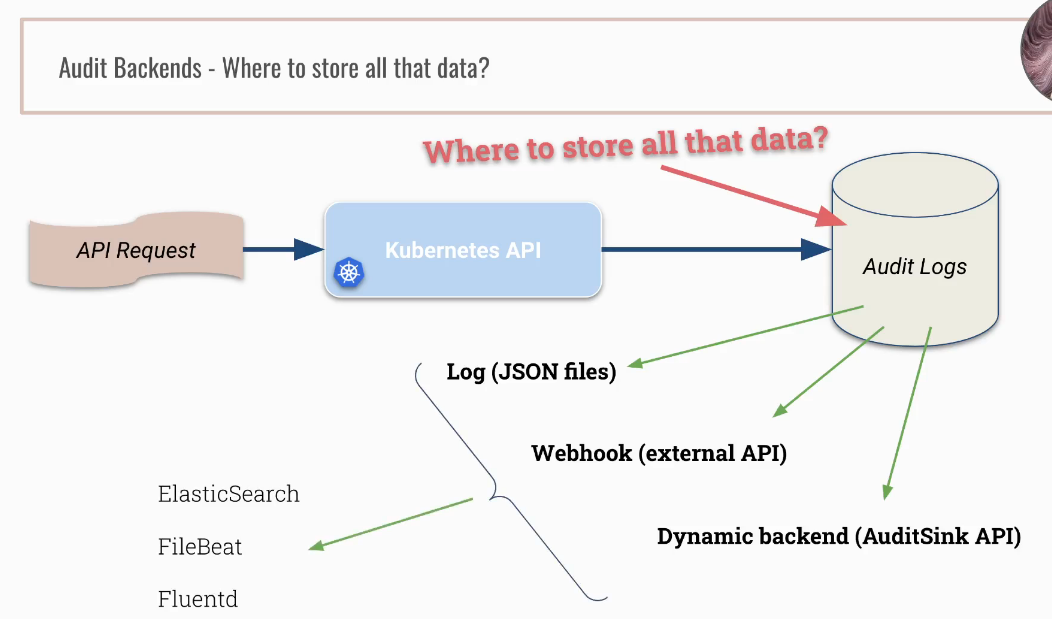 Audit Backends - Where to store all that data?
Where to store all that data?
API Request
Kubernetes API
Audit Logs
Log (JSON files)
Webhook (external API)
Dynamic backend (AuditSink API)
ElasticSearch
FileBeat
Fluentd